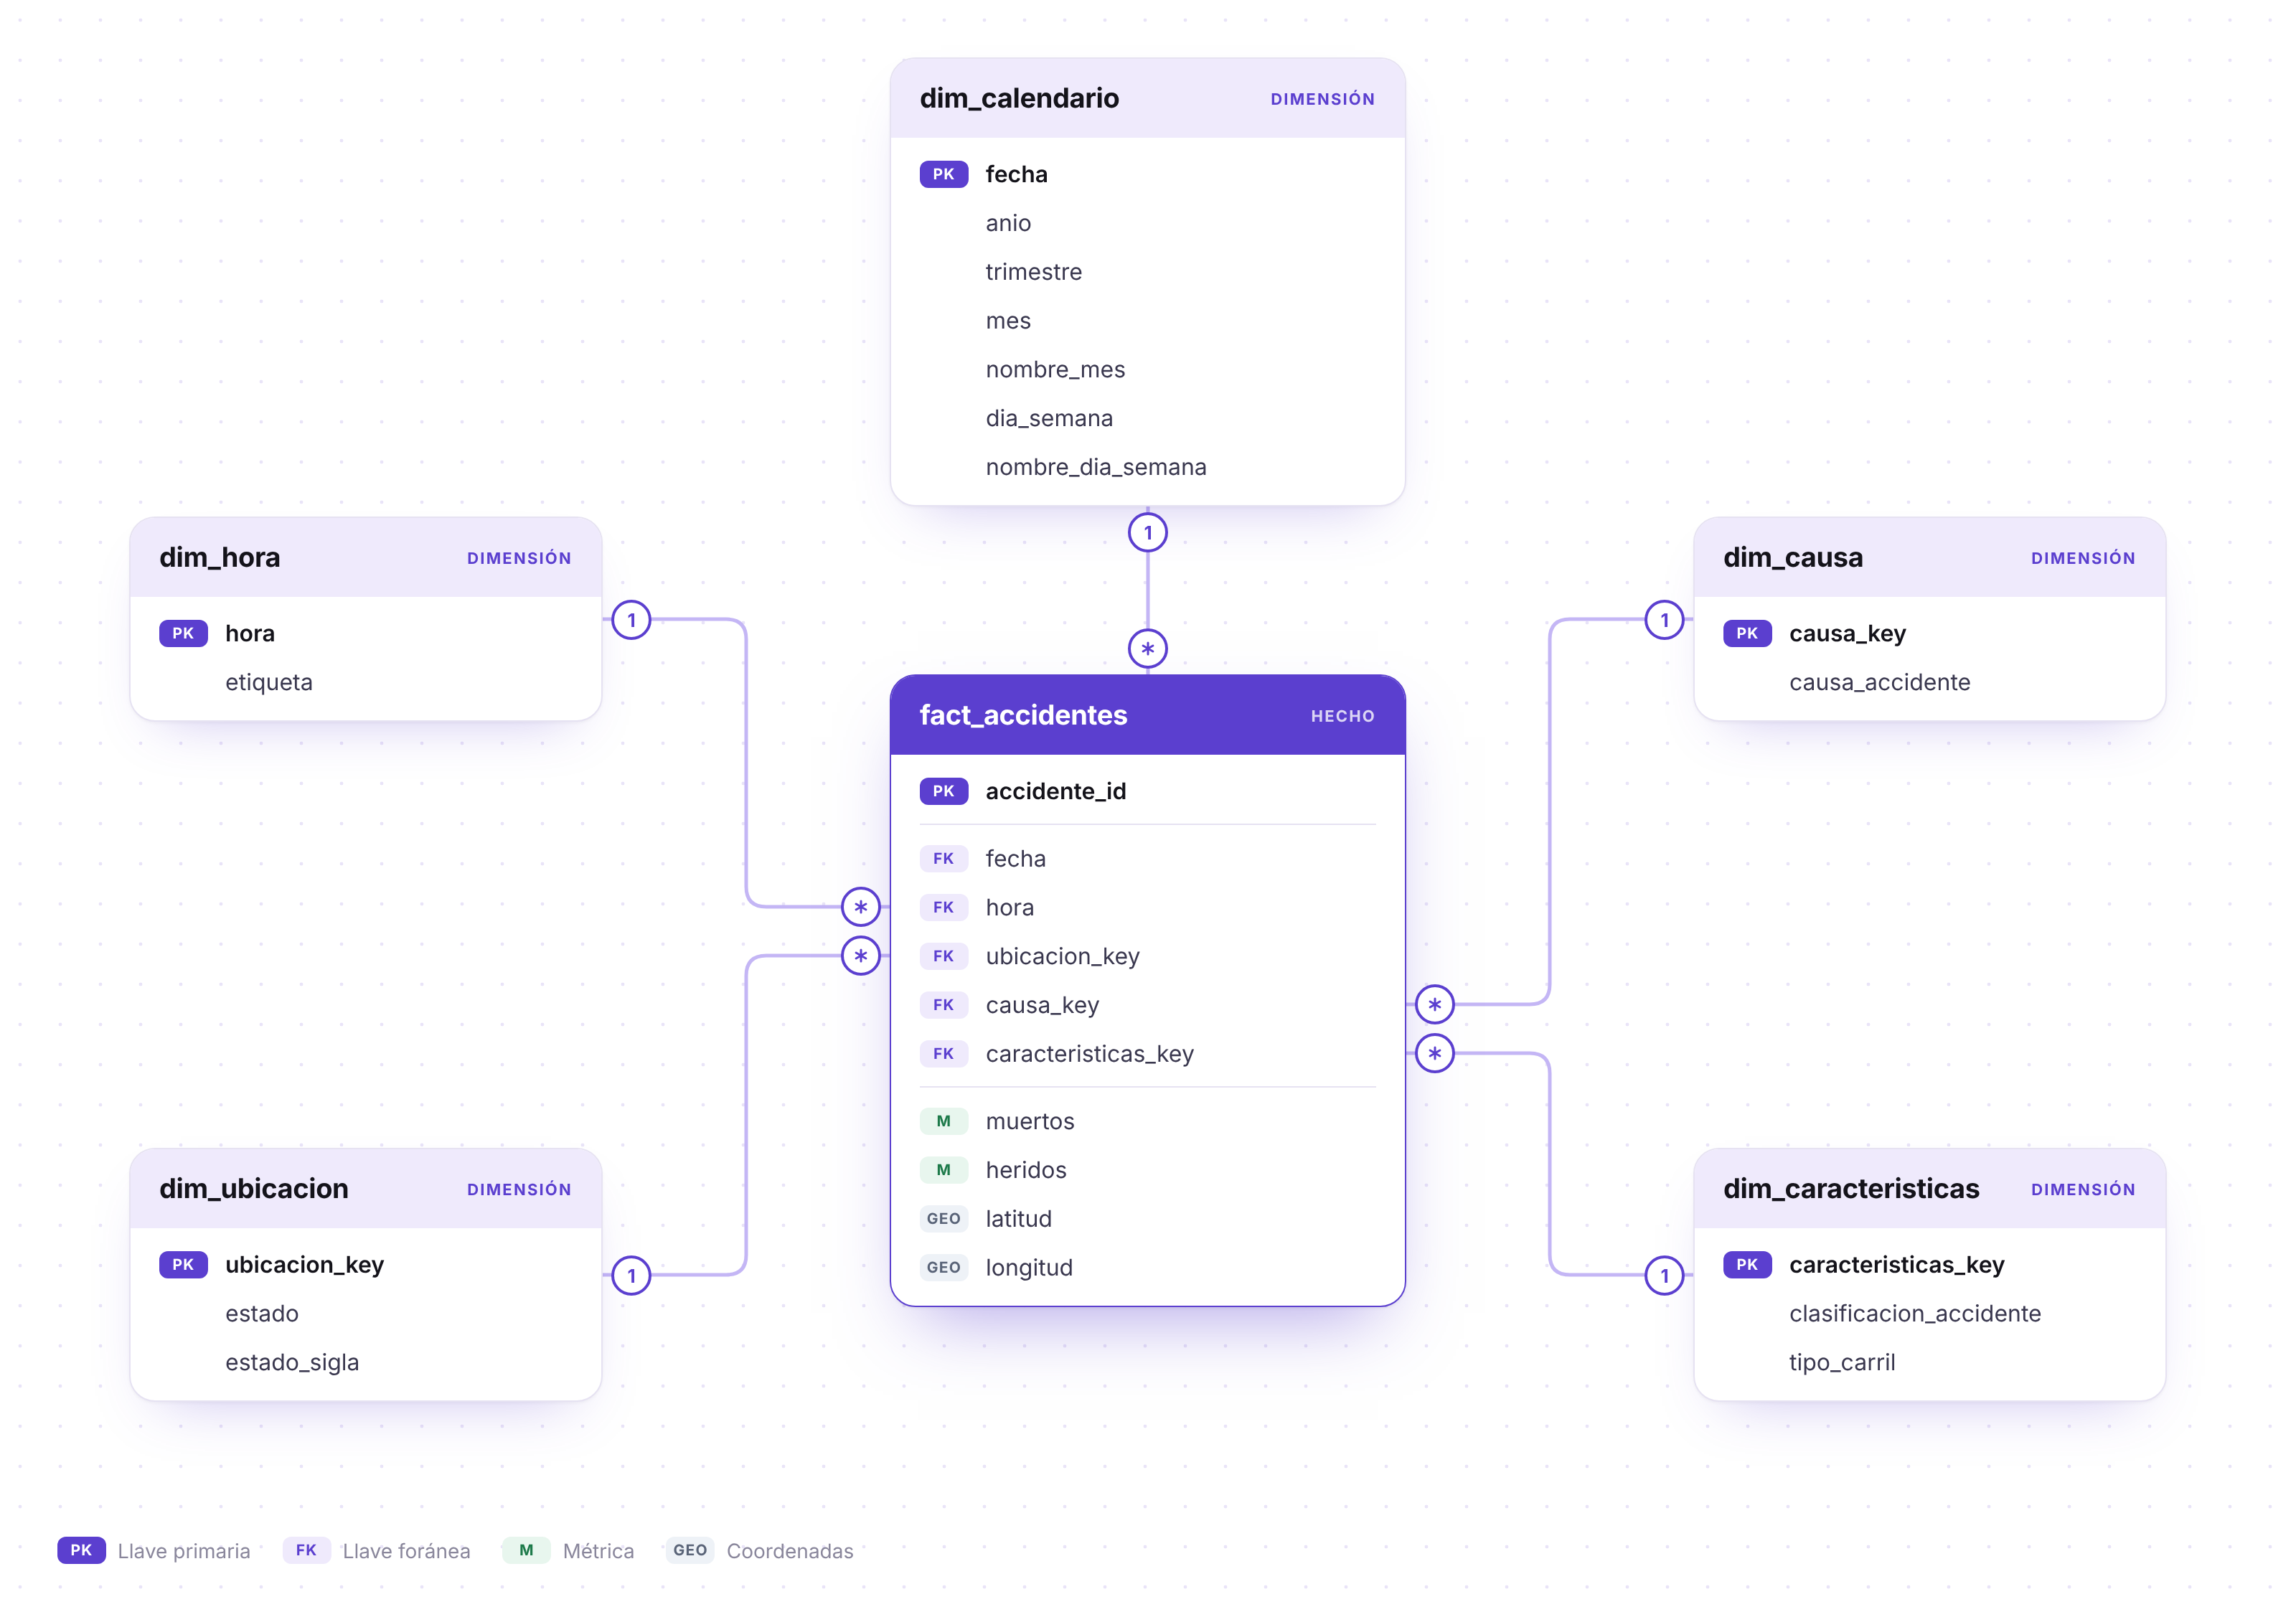 dim_calendario DIMENSIÓN
PK fecha
anio
trimestre
mes
nombre_mes
dia_semana
nombre_dia_semana
1
*
dim_hora DIMENSIÓN
PK hora
etiqueta
1
*
dim_causa DIMENSIÓN
PK causa_key
causa_accidente
1
*
fact_accidentes HECHO
PK accidente_id
FK fecha
FK hora
FK ubicacion_key
FK causa_key
FK caracteristicas_key
M muertos
M heridos
GEO latitud
GEO longitud
dim_ubicacion DIMENSIÓN
PK ubicacion_key
estado
estado_sigla
1
*
dim_caracteristicas DIMENSIÓN
PK caracteristicas_key
clasificacion_accidente
tipo_carril
1
*
PK Llave primaria FK Llave foránea M Métrica GEO Coordenadas